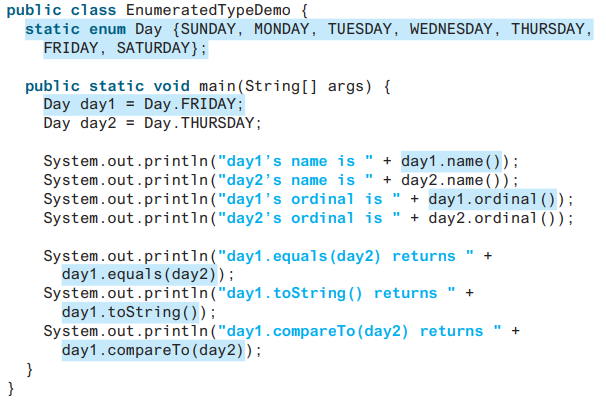 public class EnumeratedTypeDemo {
static enum Day {SUNDAY, MONDAY, TUESDAY, WEDNESDAY, THURSDAY,
FRIDAY, SATURDAY};
public static void main(String[] args) {
Day day1 = Day.FRIDAY;
Day day2 = Day.THURSDAY;
System.out.println("day1’s name is " + day1.name());
System.out.println("day2’s name is " + day2.name());
System.out.println("day1’s ordinal is " + day1.ordinal());
System.out.println("day2’s ordinal is " + day2.ordinal());
System.out.println("day1.equals(day2) returns " +
day1.equals(day2));
System.out.println("day1.toString() returns " +
day1.toString());
System.out.println("day1.compareTo(day2) returns " +
day1.compareTo(day2));
}
}